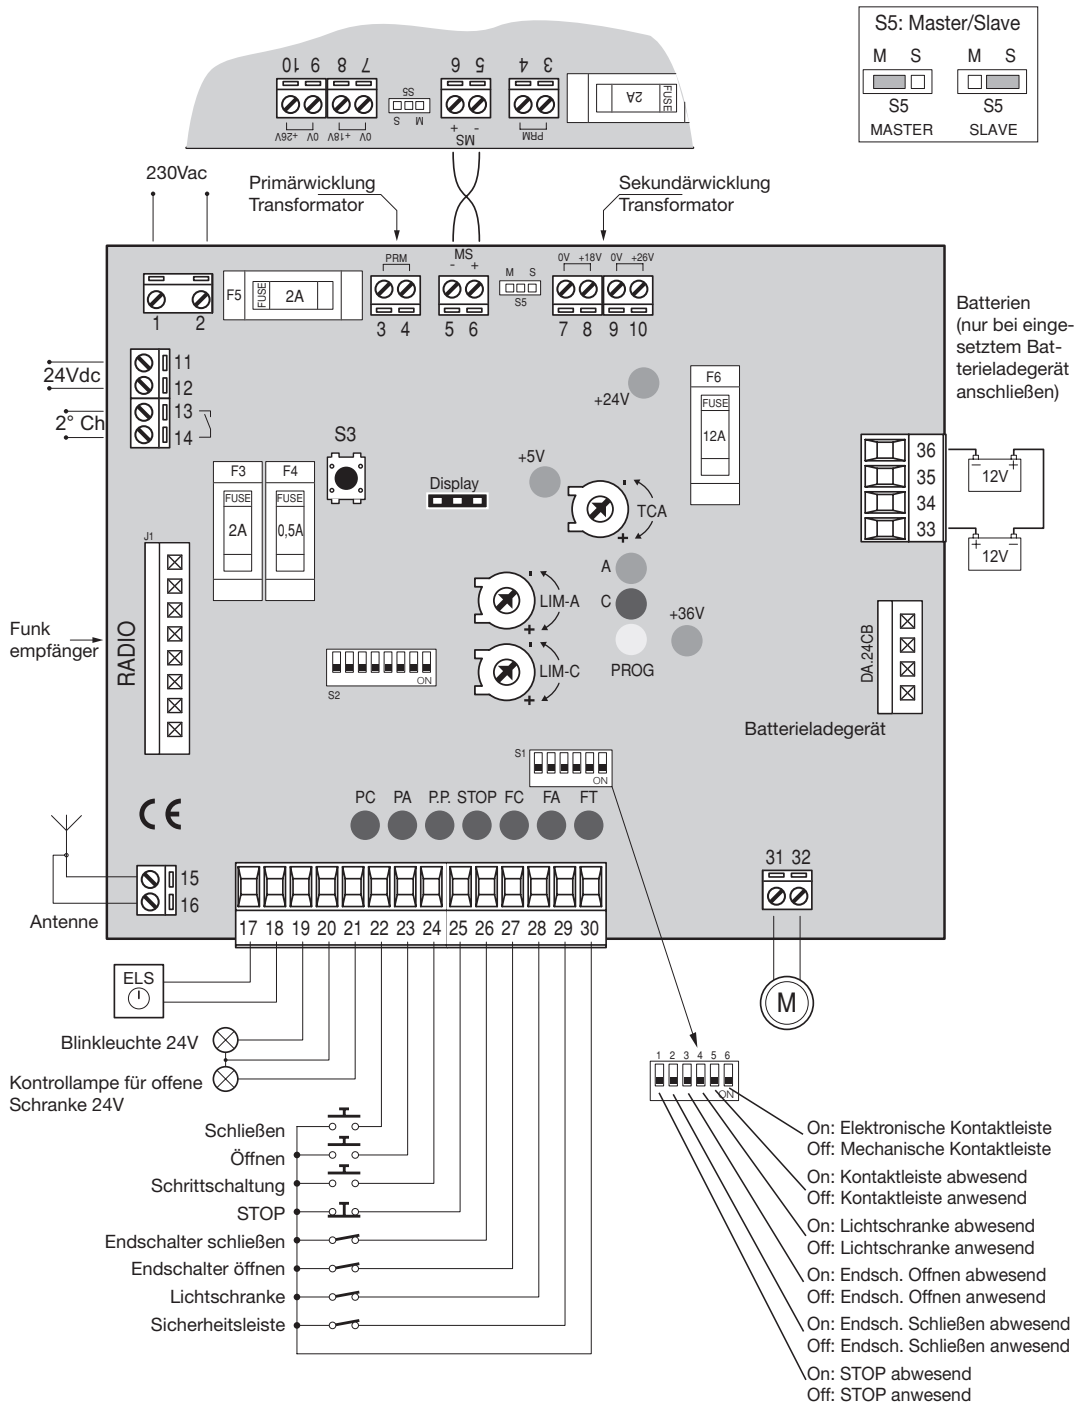 S5: Master/Slave
M S
M S
S5
S5
MASTER
SLAVE
10 9 8 7
6 5
4 3
S5
S M
+26V 0V +18V 0V
+ -
MS
PRM
2A
FUSE
230Vac
Primärwicklung
Transformator
Sekundärwicklung
Transformator
PRM
MS
- +
M S
S5
0V +18V 0V +26V
F5
FUSE
2A
1 2
3 4
5 6
7 8 9 10
Batterien
(nur bei einge-
setztem Bat-
terieladegerät
anschließen)
24Vdc
11
12
2° Ch
13
14
+24V
F6
FUSE
12A
S3
+5V
Display
TCA
-
+
36
35
34
33
- +
12V
+ -
12V
F3
FUSE
2A
F4
FUSE
0,5A
J1
RADIO
Funk
empfänger
A
C
PROG
+36V
LIM-A
-
+
LIM-C
-
+
S2
ON
DA.24CB
Batterieladegerät
S1
ON
PC PA P.P. STOP FC FA FT
CE
31 32
15
16
Antenne
17 18 19 20 21 22 23 24 25 26 27 28 29 30
ELS
M
Blinkleuchte 24V
Kontrollampe für offene
Schranke 24V
Schließen
Öffnen
Schrittschaltung
STOP
Endschalter schließen
Endschalter öffnen
Lichtschranke
Sicherheitsleiste
1 2 3 4 5 6
ON
On: Elektronische Kontaktleiste
Off: Mechanische Kontaktleiste
On: Kontaktleiste abwesend
Off: Kontaktleiste anwesend
On: Lichtschranke abwesend
Off: Lichtschranke anwesend
On: Endsch. Offnen abwesend
Off: Endsch. Offnen anwesend
On: Endsch. Schließen abwesend
Off: Endsch. Schließen anwesend
On: STOP abwesend
Off: STOP anwesend